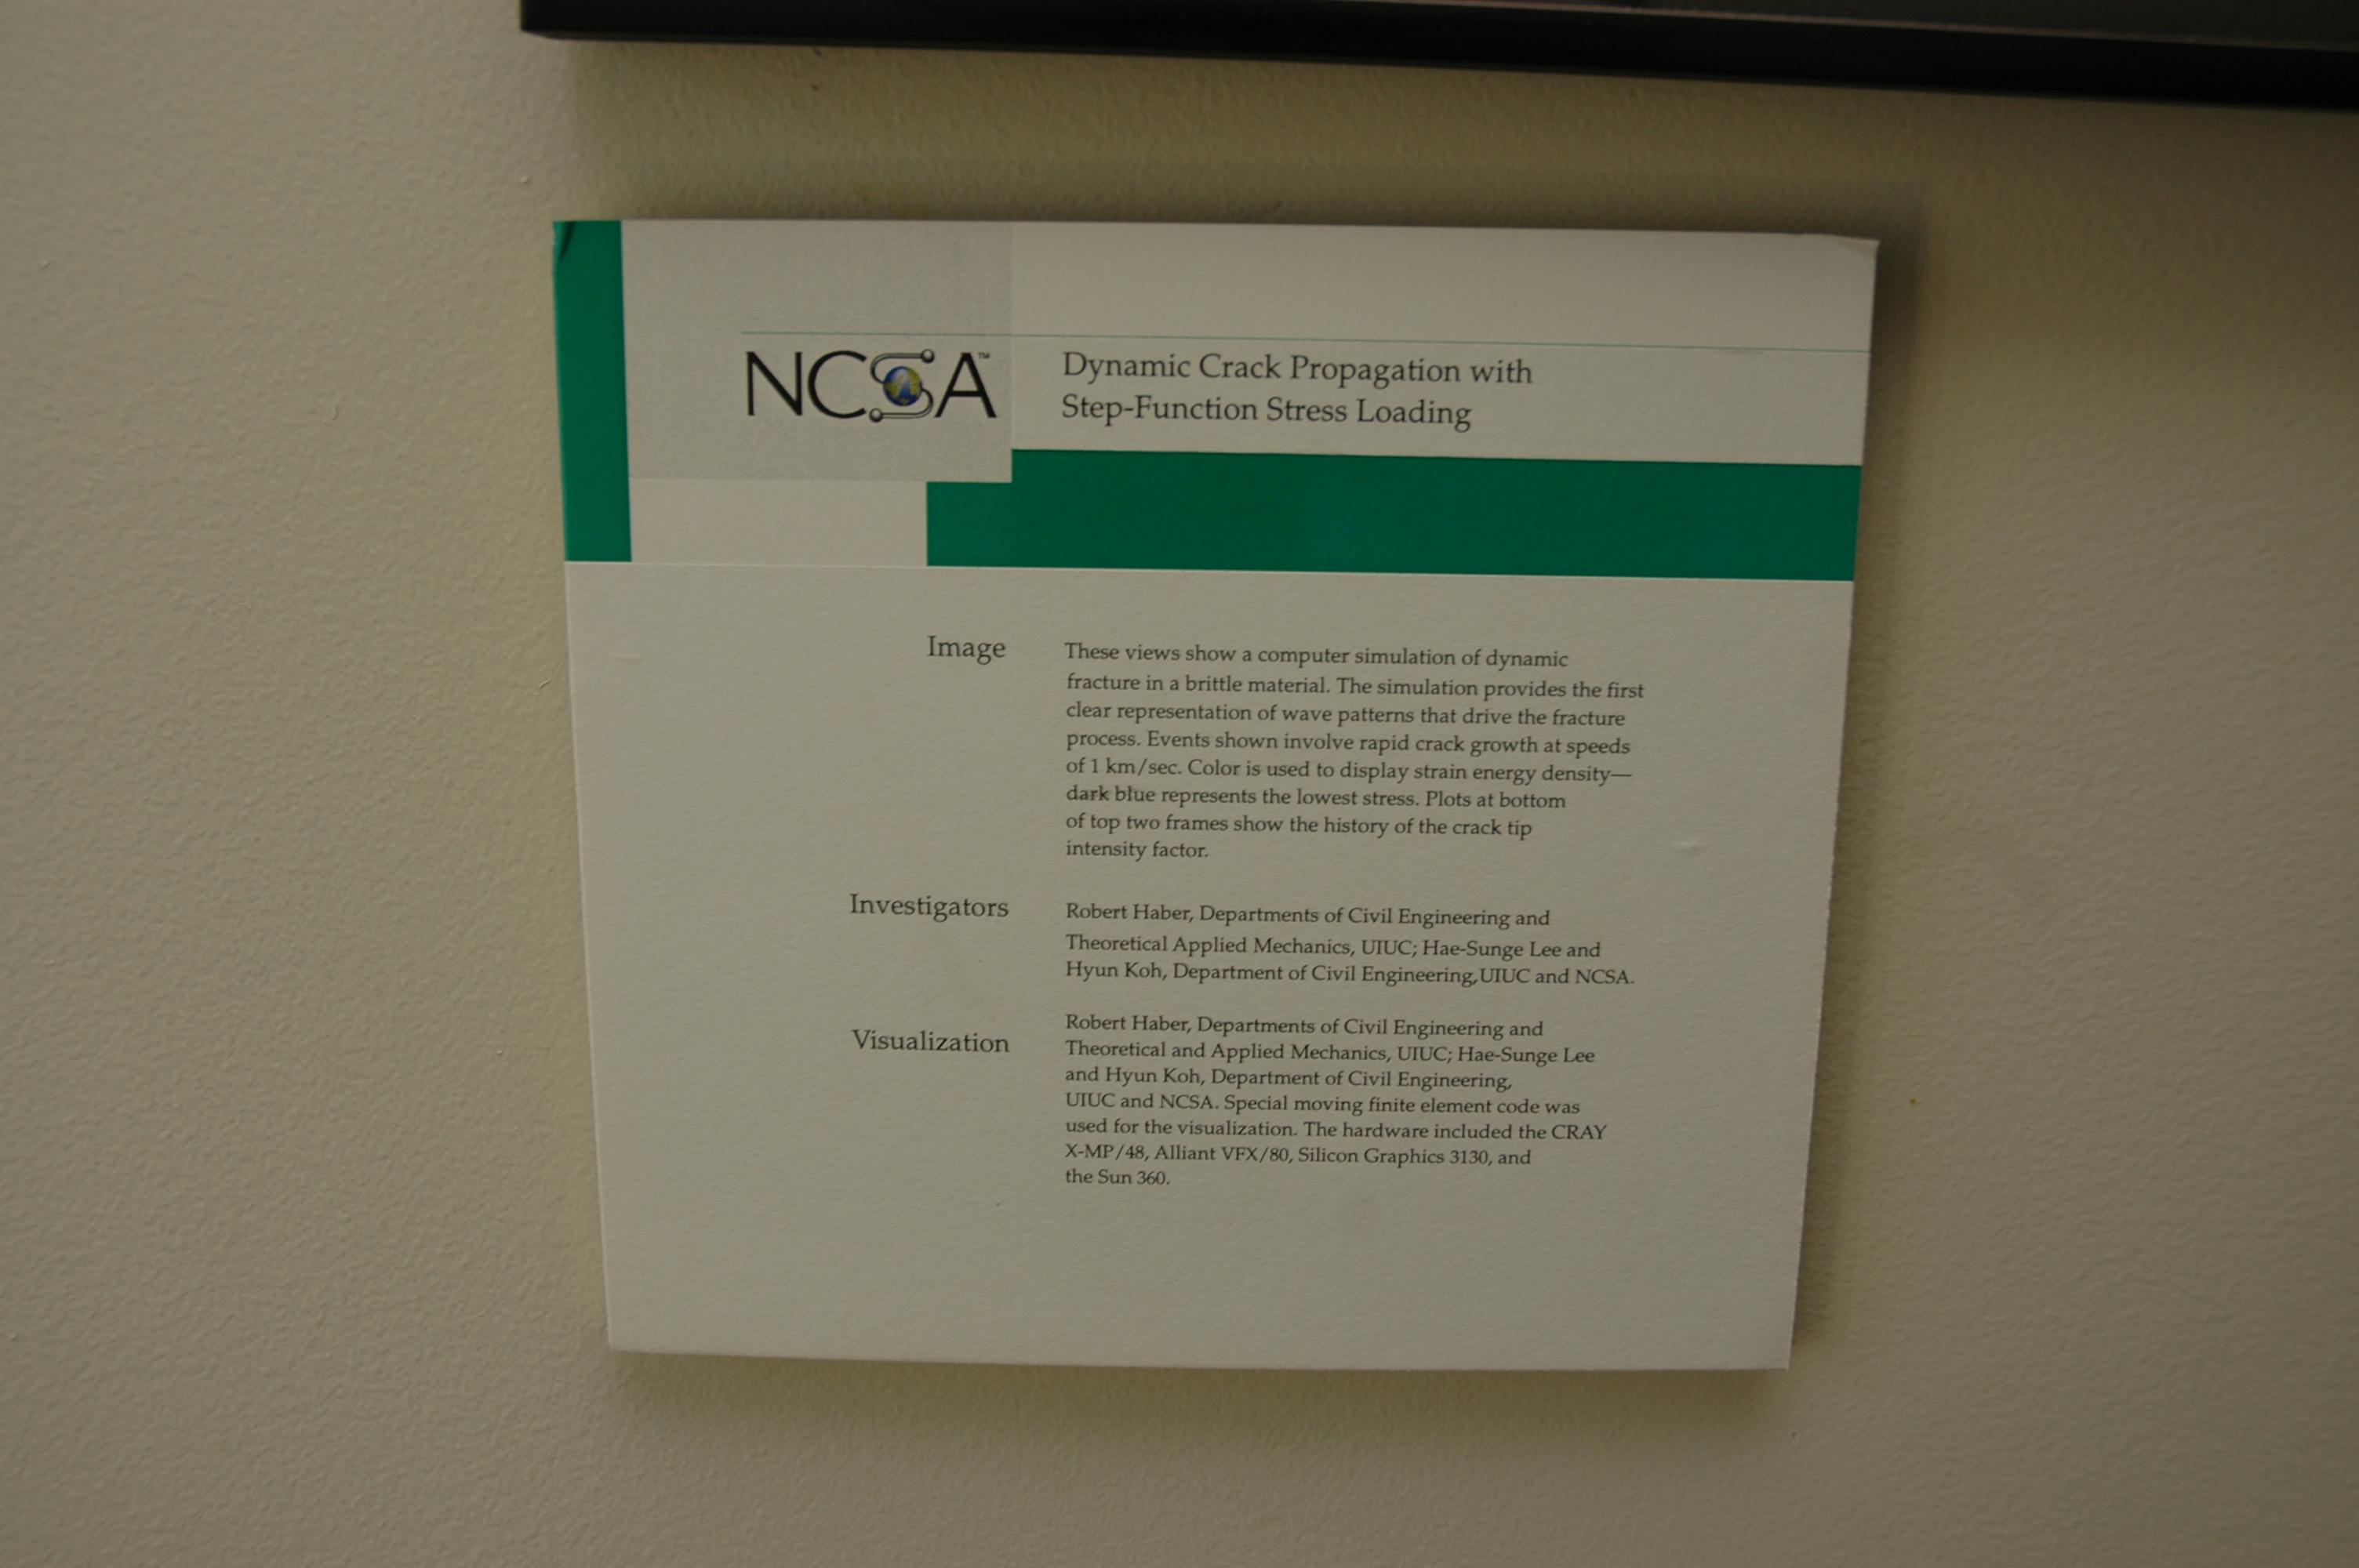 NCSA™
Dynamic Crack Propagation with
Step-Function Stress Loading
Image
These views show a computer simulation of dynamic
fracture in a brittle material. The simulation provides the first
clear representation of wave patterns that drive the fracture
process. Events shown involve rapid crack growth at speeds
of 1 km/sec. Color is used to display strain energy density—
dark blue represents the lowest stress. Plots at bottom
of top two frames show the history of the crack tip
intensity factor.
Investigators
Robert Haber, Departments of Civil Engineering and
Theoretical Applied Mechanics, UIUC; Hae-Sunge Lee and
Hyun Koh, Department of Civil Engineering,UIUC and NCSA.
Visualization
Robert Haber, Departments of Civil Engineering and
Theoretical and Applied Mechanics, UIUC; Hae-Sunge Lee
and Hyun Koh, Department of Civil Engineering,
UIUC and NCSA. Special moving finite element code was
used for the visualization. The hardware included the CRAY
X-MP/48, Alliant VFX/80, Silicon Graphics 3130, and
the Sun 360.